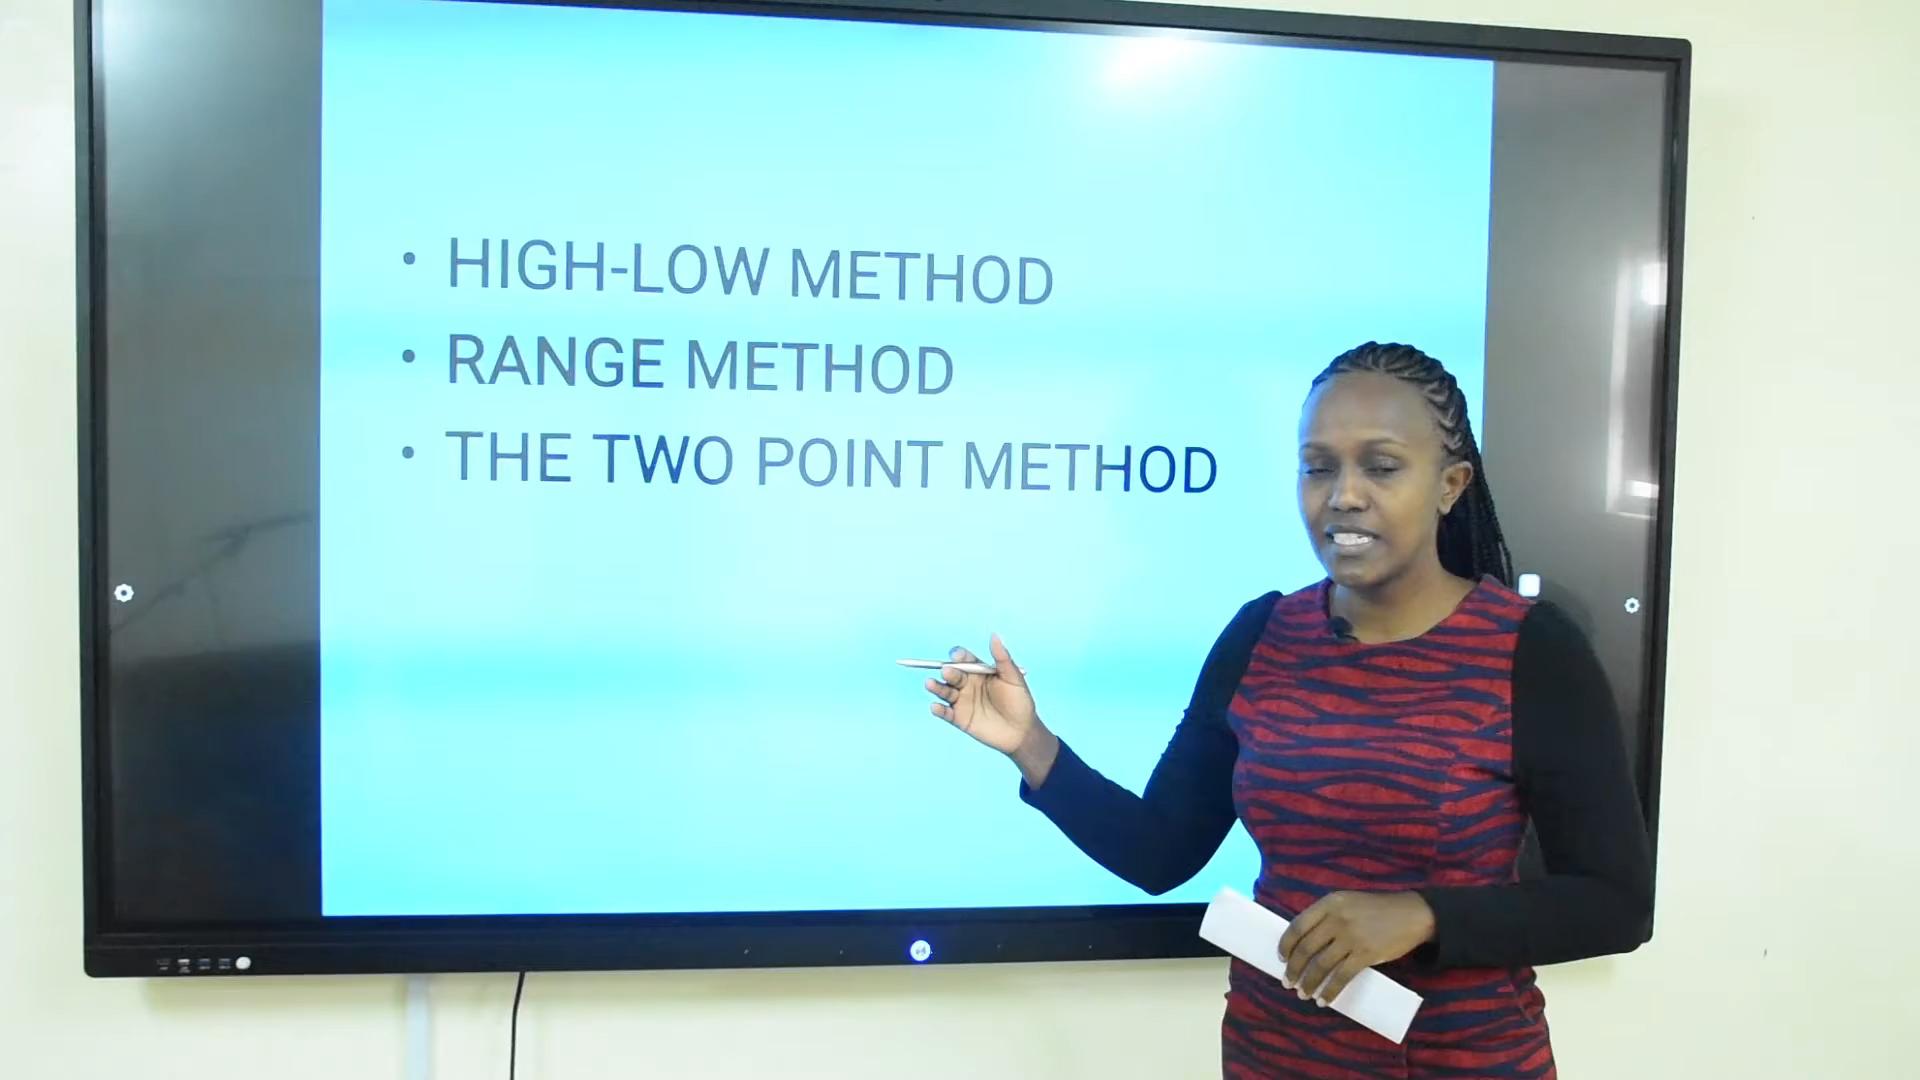 • HIGH-LOW METHOD
• RANGE METHOD
• THE TWO POINT METHOD